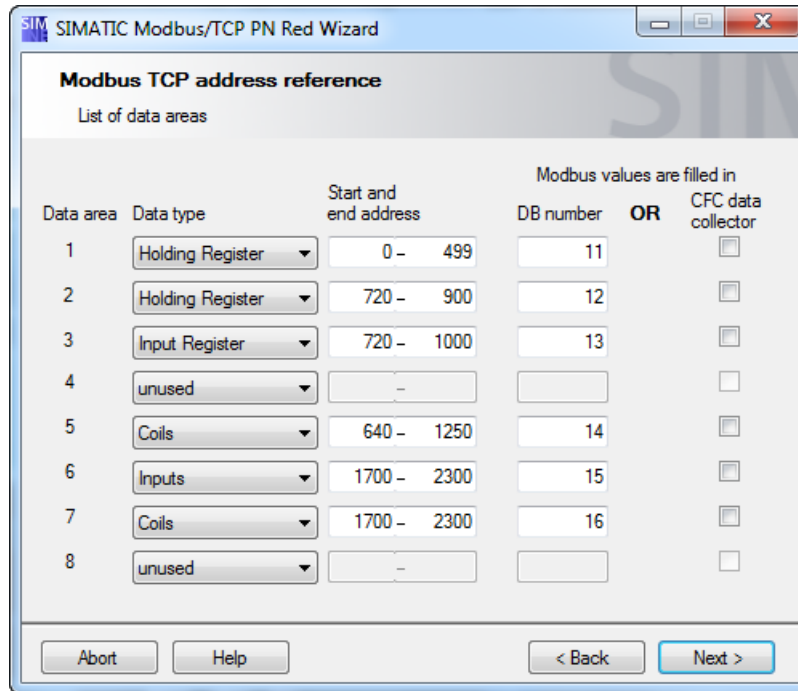 SIM SIMATIC Modbus/TCP PN Red Wizard
Modbus TCP address reference
List of data areas
SIM
Modbus values are filled in
Data area Data type Start and end address DB number OR CFC data collector
1 Holding Register 0 – 499 11
2 Holding Register 720 – 900 12
3 Input Register 720 – 1000 13
4 unused –
5 Coils 640 – 1250 14
6 Inputs 1700 – 2300 15
7 Coils 1700 – 2300 16
8 unused –
Abort Help < Back Next >